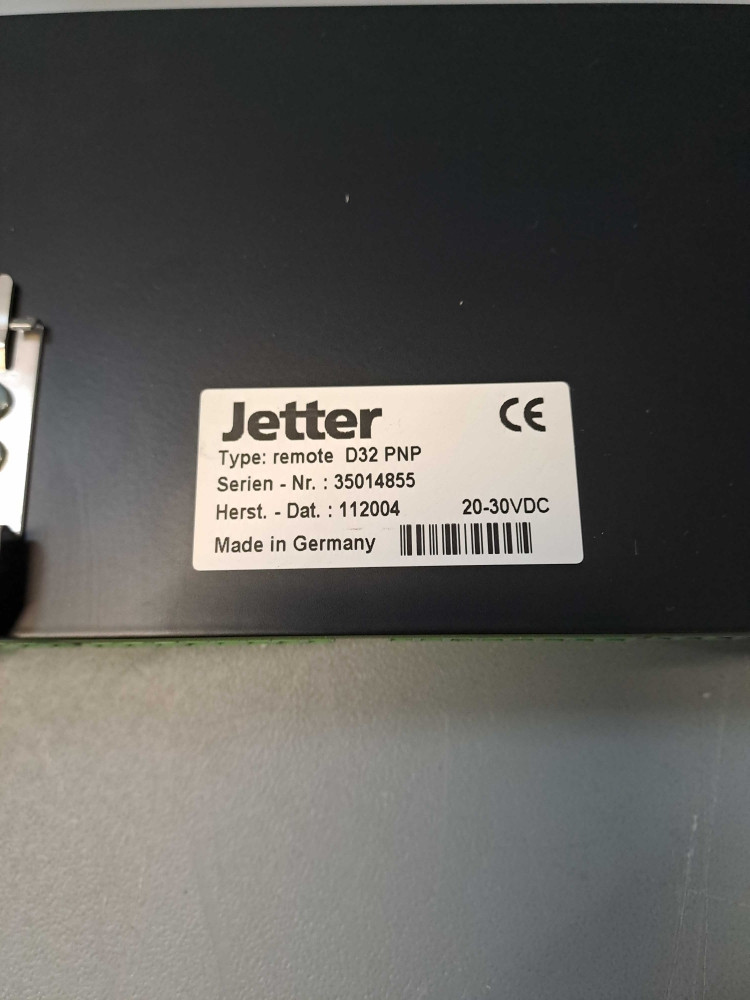 Jetter CE
Type: remote D32 PNP
Serien - Nr. : 35014855
Herst. - Dat. : 112004 20-30VDC
Made in Germany